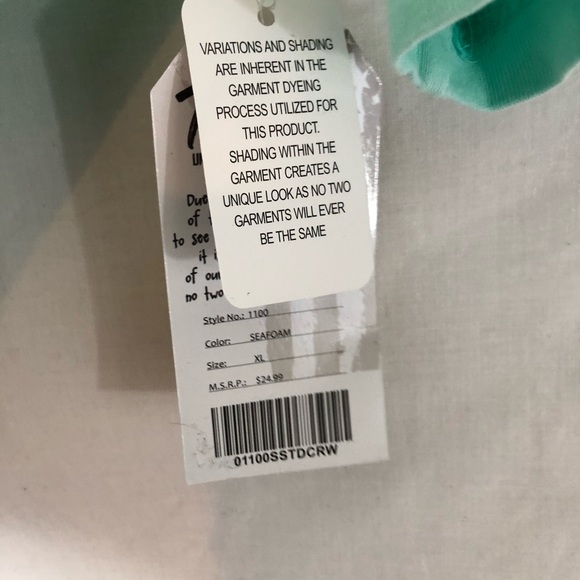 VARIATIONS AND SHADING
ARE INHERENT IN THE
GARMENT DYEING
PROCESS UTILIZED FOR
THIS PRODUCT.
SHADING WITHIN THE
GARMENT CREATES A
UNIQUE LOOK AS NO TWO
GARMENTS WILL EVER
BE THE SAME
of
to see
it
of our
no two
Style No.: 1100
Color: SEAFOAM
Size: XL
M.S.R.P.: $24.99
01100SSTDCRW